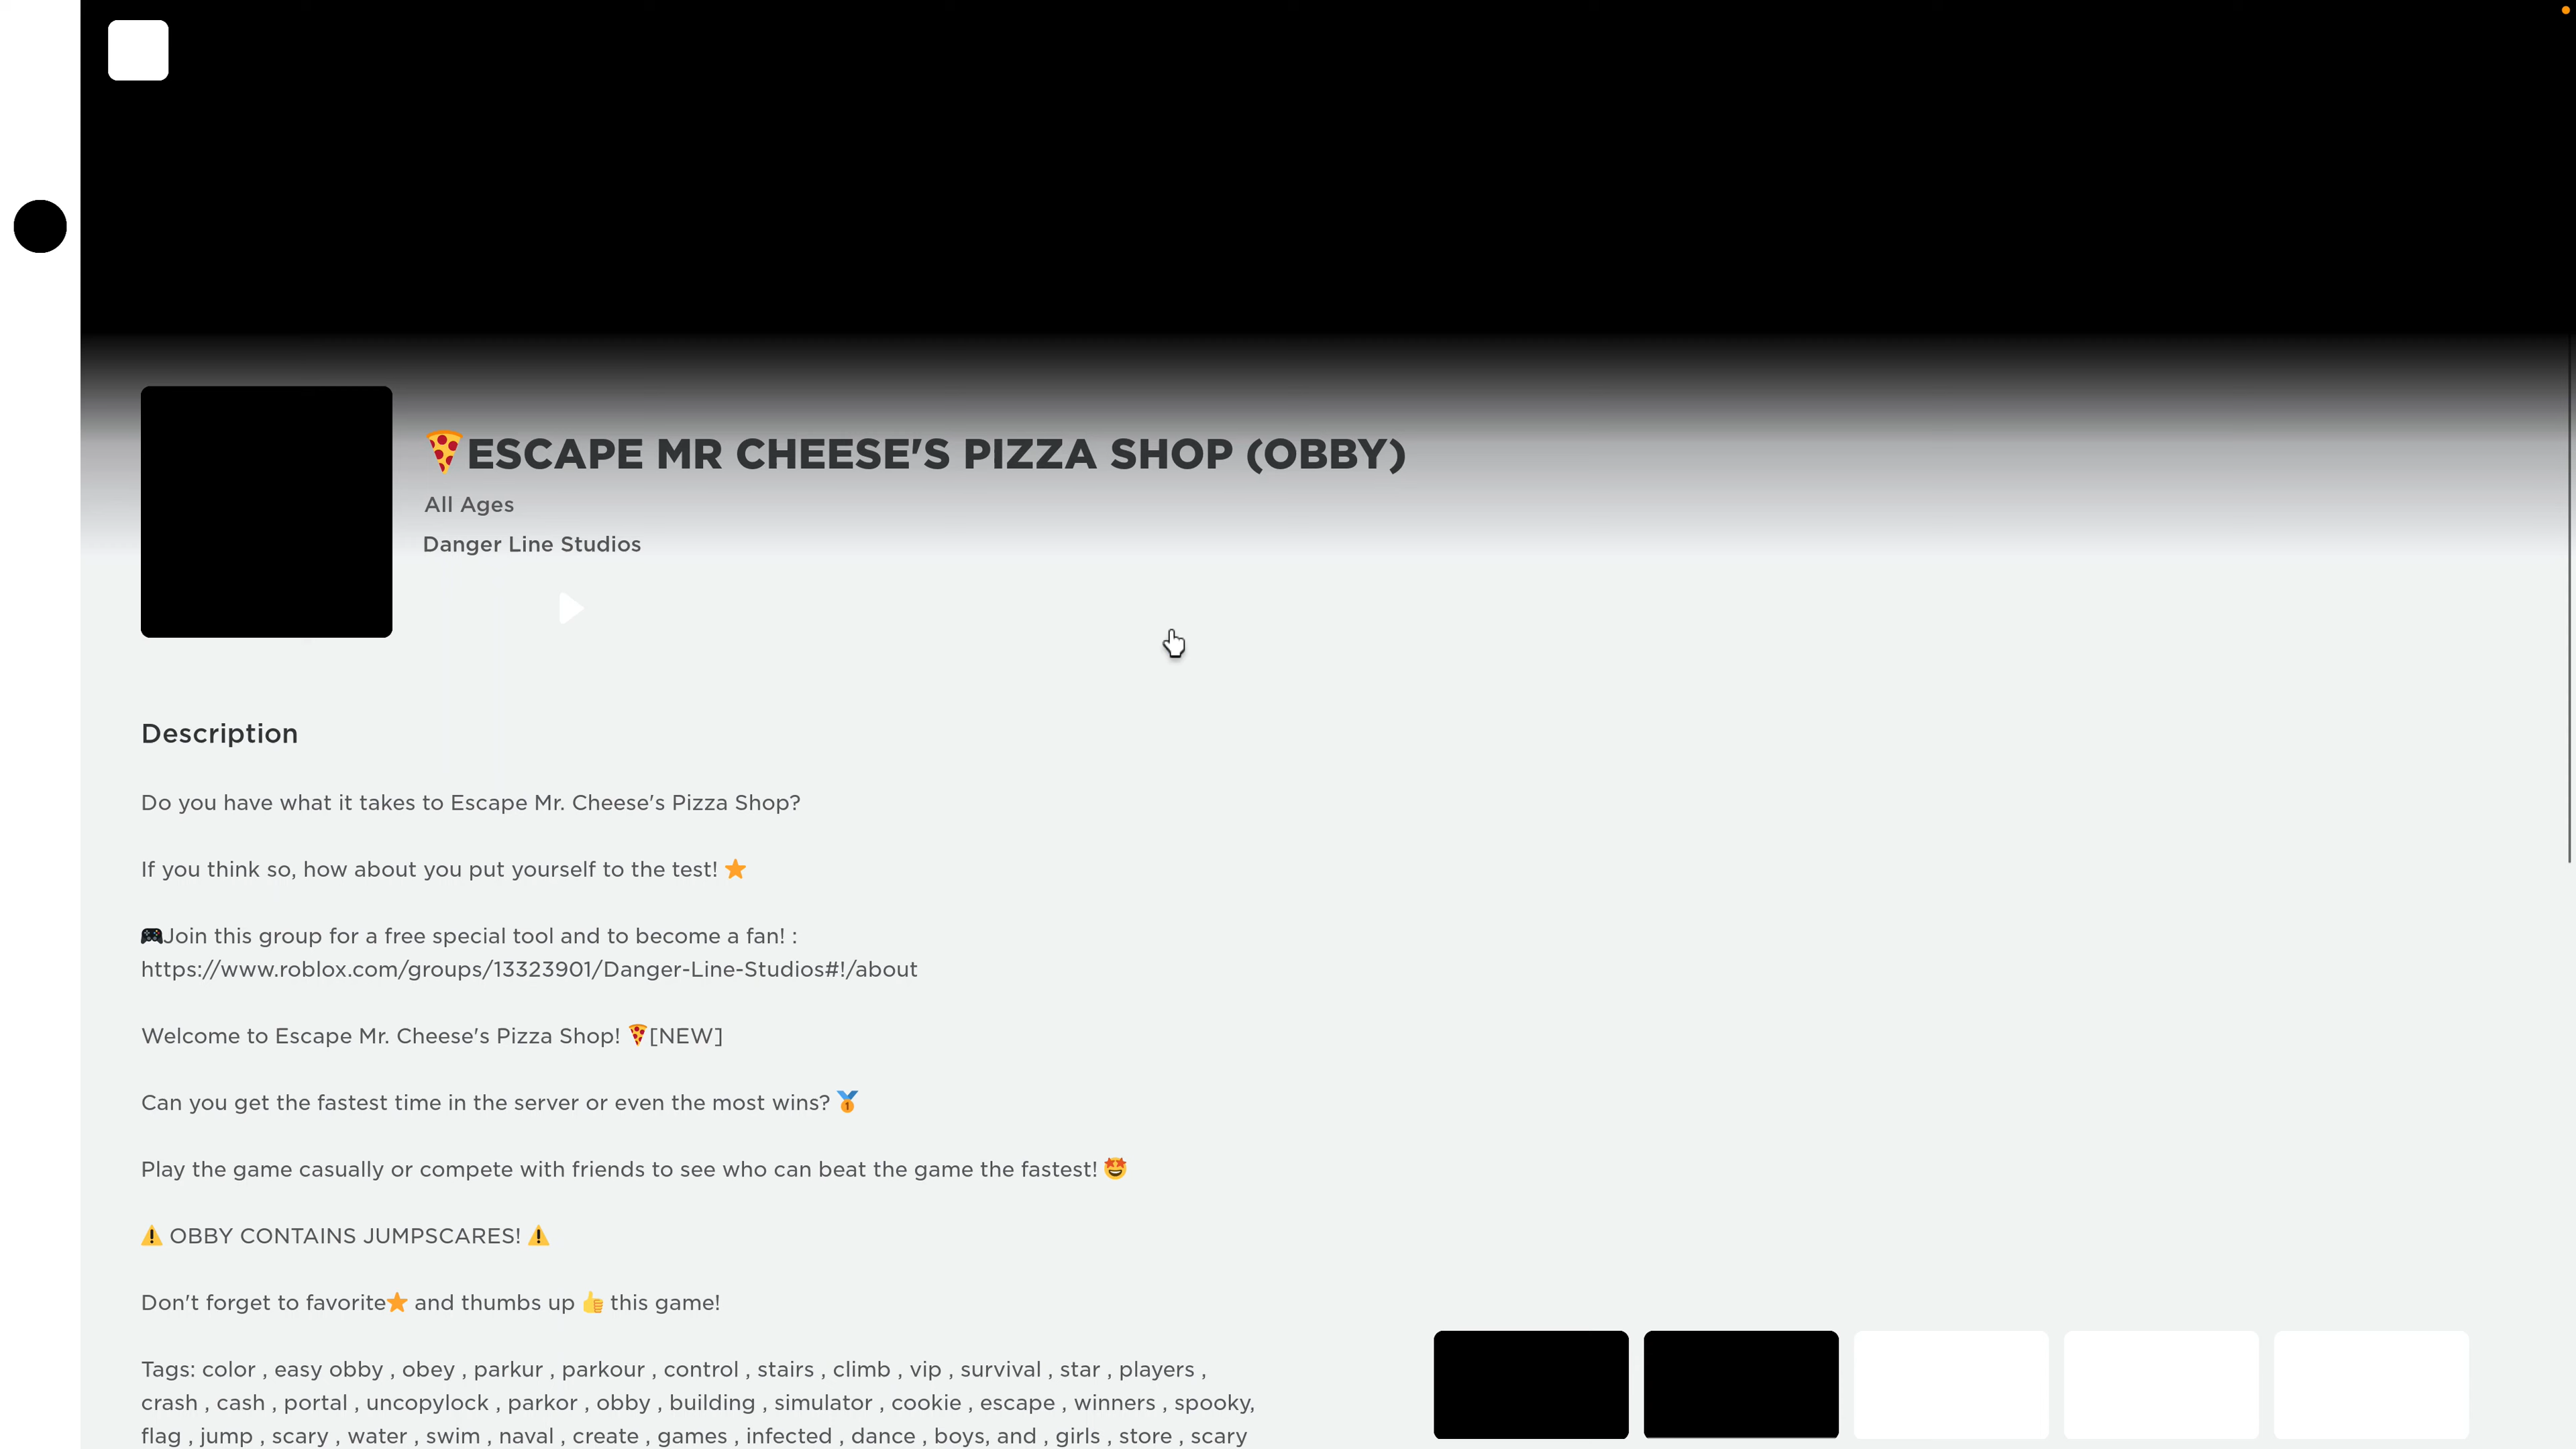 🍕ESCAPE MR CHEESE'S PIZZA SHOP (OBBY)
All Ages
Danger Line Studios
Description
Do you have what it takes to Escape Mr. Cheese's Pizza Shop?
If you think so, how about you put yourself to the test! ⭐
🎮Join this group for a free special tool and to become a fan! :
https://www.roblox.com/groups/13323901/Danger-Line-Studios#!/about
Welcome to Escape Mr. Cheese's Pizza Shop! 🍕[NEW]
Can you get the fastest time in the server or even the most wins? 🥇
Play the game casually or compete with friends to see who can beat the game the fastest! 🤩
⚠️ OBBY CONTAINS JUMPSCARES! ⚠️
Don't forget to favorite⭐ and thumbs up 👍 this game!
Tags: color , easy obby , obey , parkur , parkour , control , stairs , climb , vip , survival , star , players ,
crash , cash , portal , uncopylock , parkor , obby , building , simulator , cookie , escape , winners , spooky,
flag , jump , scary , water , swim , naval , create , games , infected , dance , boys, and , girls , store , scary